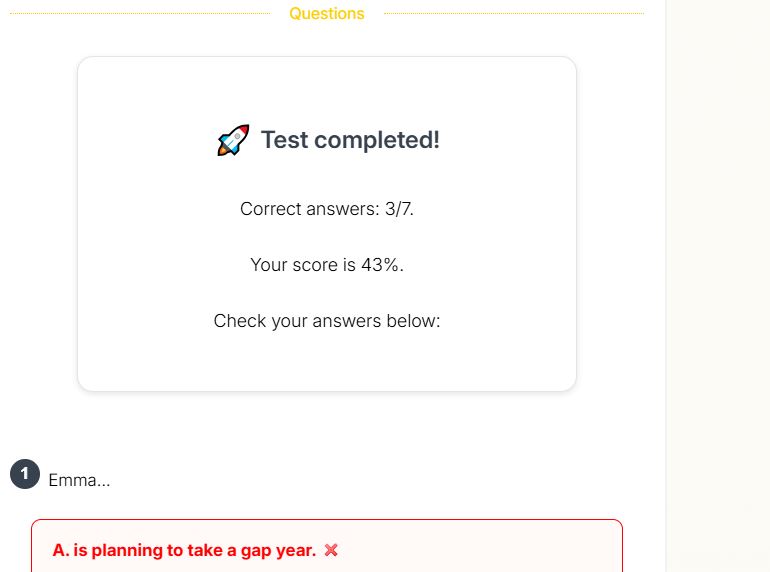 Questions
Test completed!
Correct answers: 3/7.
Your score is 43%.
Check your answers below:
1 Emma...
A. is planning to take a gap year.